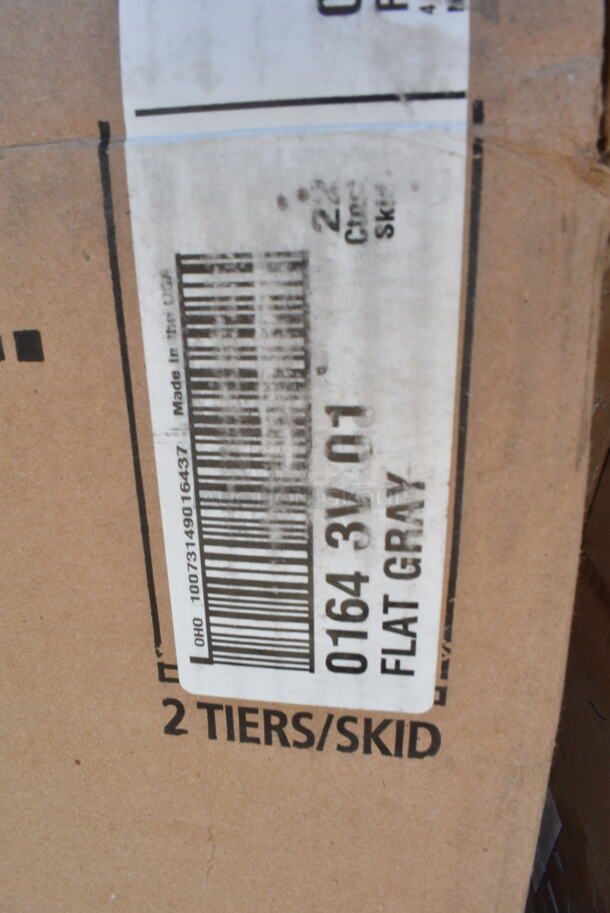 22
Ctns
Skid
Made in the USA
OHO 10073149016437
0164 3V 01
FLAT GRAY
2 TIERS/SKID